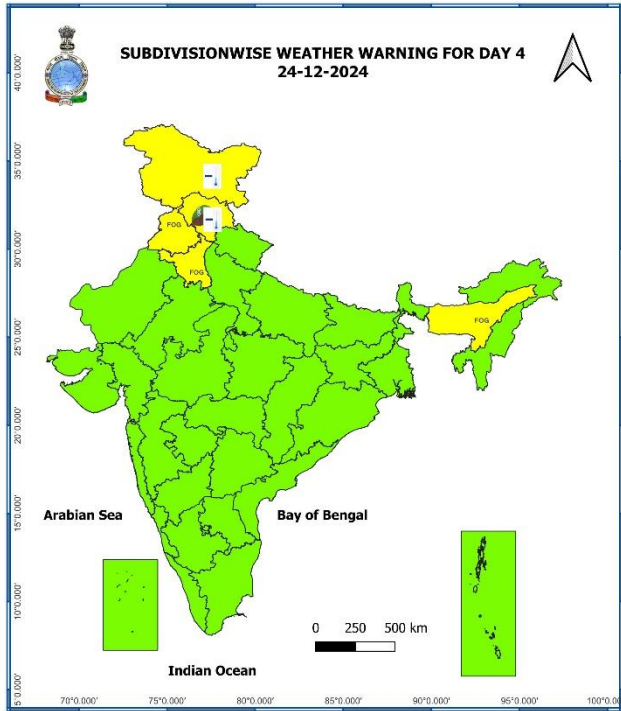 SUBDIVISIONWISE WEATHER WARNING FOR DAY 4
24-12-2024
40°0.000'
35°0.000'
30°0.000'
25°0.000'
20°0.000'
15°0.000'
10°0.000'
5°0.000'
FOG
FOG
FOG
Arabian Sea
Bay of Bengal
0 250 500 km
Indian Ocean
70°0.000' 75°0.000' 80°0.000' 85°0.000' 90°0.000' 95°0.000' 100°0.000'